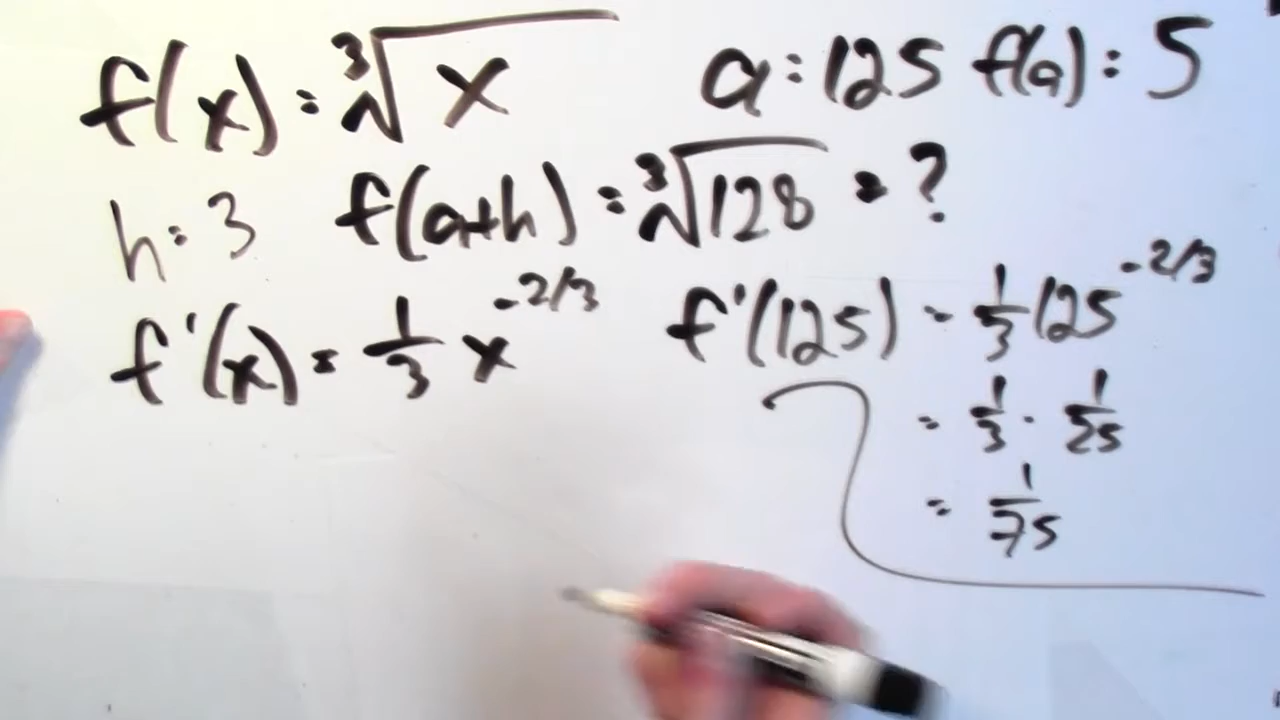 f(x) = ∛x a = 125 f(a) = 5
h = 3 f(a+h) = ∛128 = ?
f'(x) = 1/3 x^-2/3 f'(125) = 1/3 125^-2/3
= 1/3 · 1/25
= 1/75